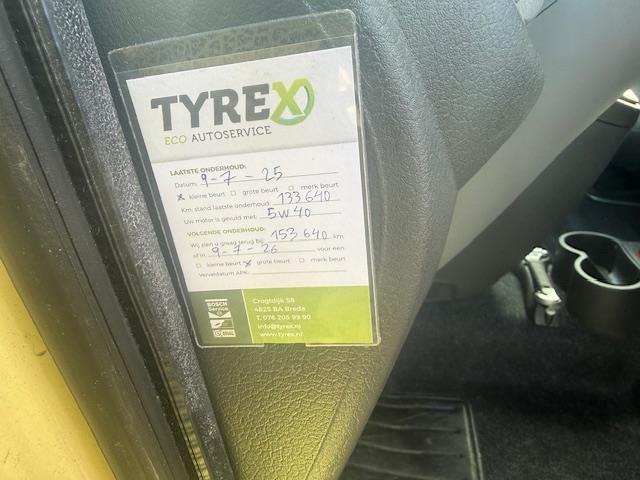 TYREX
ECO AUTOSERVICE
LAATSTE ONDERHOUD:
Datum: 9-7-25
kleine beurt grote beurt merk beurt
Km. stand laatste onderhoud: 133 640
Uw motor is gevuld met: 5W40
VOLGENDE ONDERHOUD:
Wij zien u graag terug bij: 153 640 km
of in: 9-7-26 voor een
kleine beurt grote beurt merk beurt
Vervaldatum APK:
BOSCH
Service
Crogtdijk 58
4825 BA Breda
T. 076 205 99 90
info@tyrex.nl
www.tyrex.nl